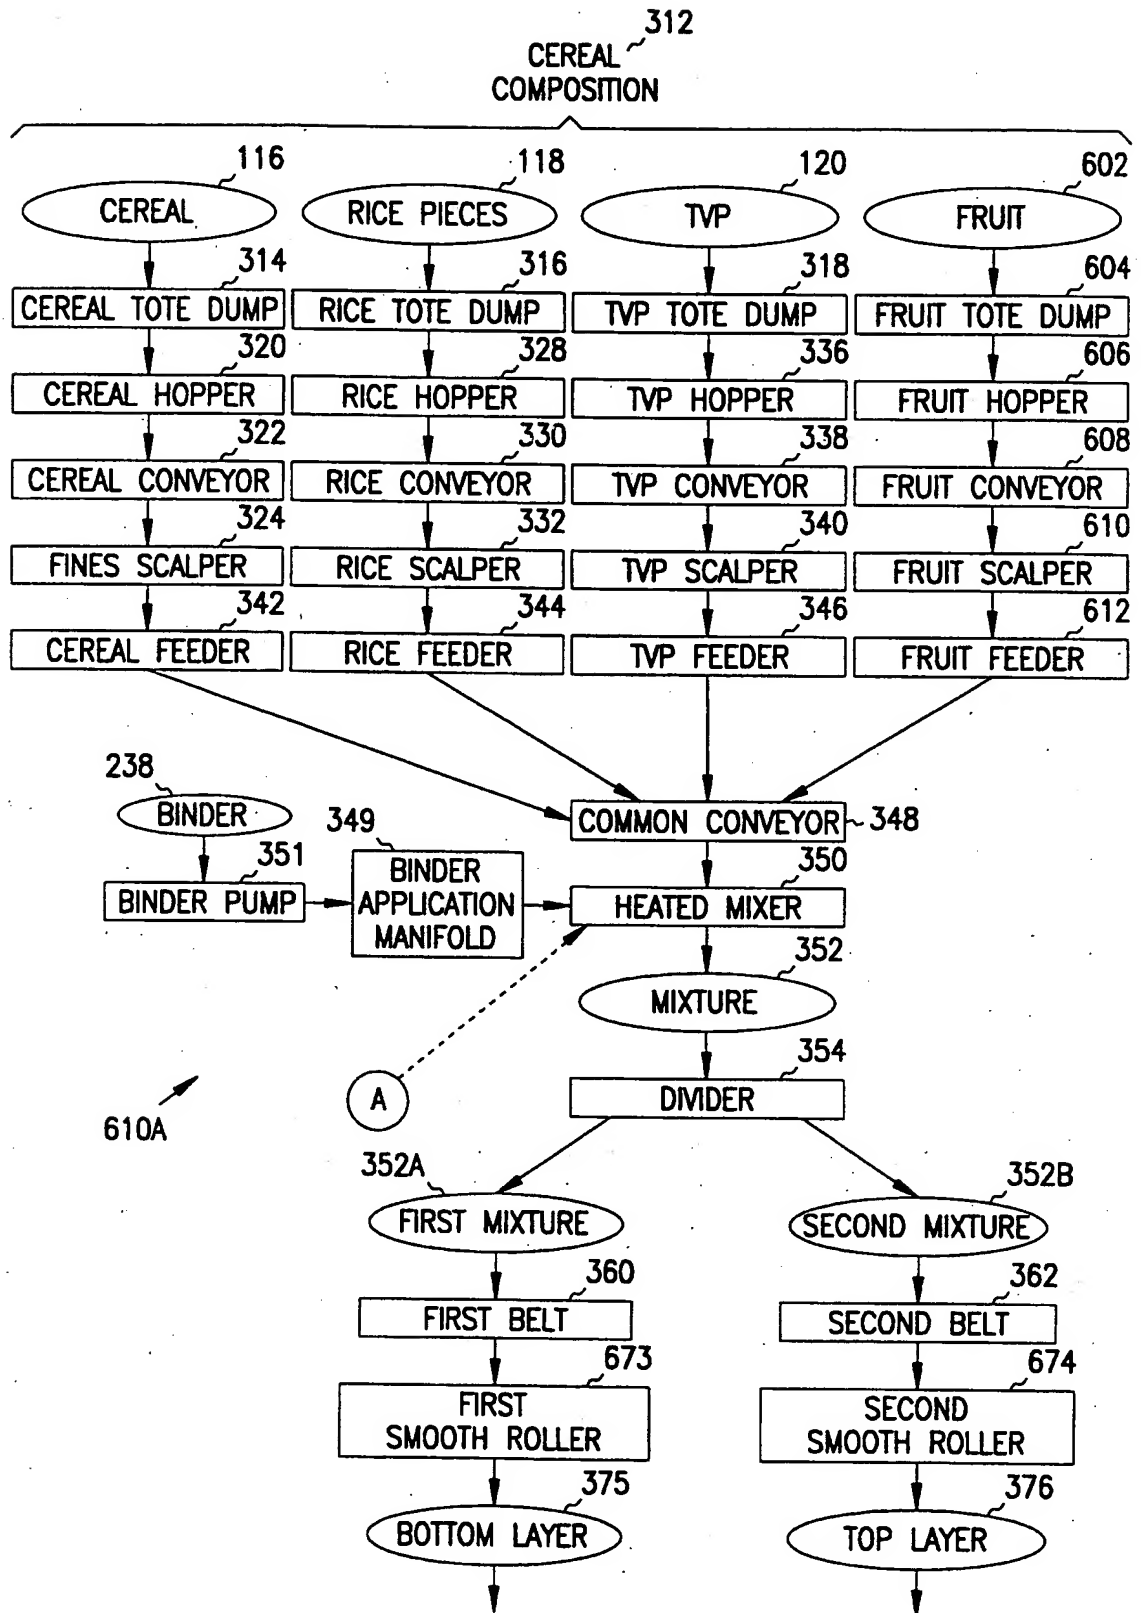 312
CEREAL
COMPOSITION
116 118 120 602
CEREAL RICE PIECES TVP FRUIT
314 316 318 604
CEREAL TOTE DUMP RICE TOTE DUMP TVP TOTE DUMP FRUIT TOTE DUMP
320 328 336 606
CEREAL HOPPER RICE HOPPER TVP HOPPER FRUIT HOPPER
322 330 338 608
CEREAL CONVEYOR RICE CONVEYOR TVP CONVEYOR FRUIT CONVEYOR
324 332 340 610
FINES SCALPER RICE SCALPER TVP SCALPER FRUIT SCALPER
342 344 346 612
CEREAL FEEDER RICE FEEDER TVP FEEDER FRUIT FEEDER
238
BINDER
COMMON CONVEYOR 348
349
351
350
BINDER PUMP
BINDER
APPLICATION
MANIFOLD
HEATED MIXER
352
MIXTURE
354
A
DIVIDER
610A
352A 352B
FIRST MIXTURE SECOND MIXTURE
360 362
FIRST BELT SECOND BELT
673 674
FIRST
SMOOTH ROLLER
SECOND
SMOOTH ROLLER
375 376
BOTTOM LAYER TOP LAYER